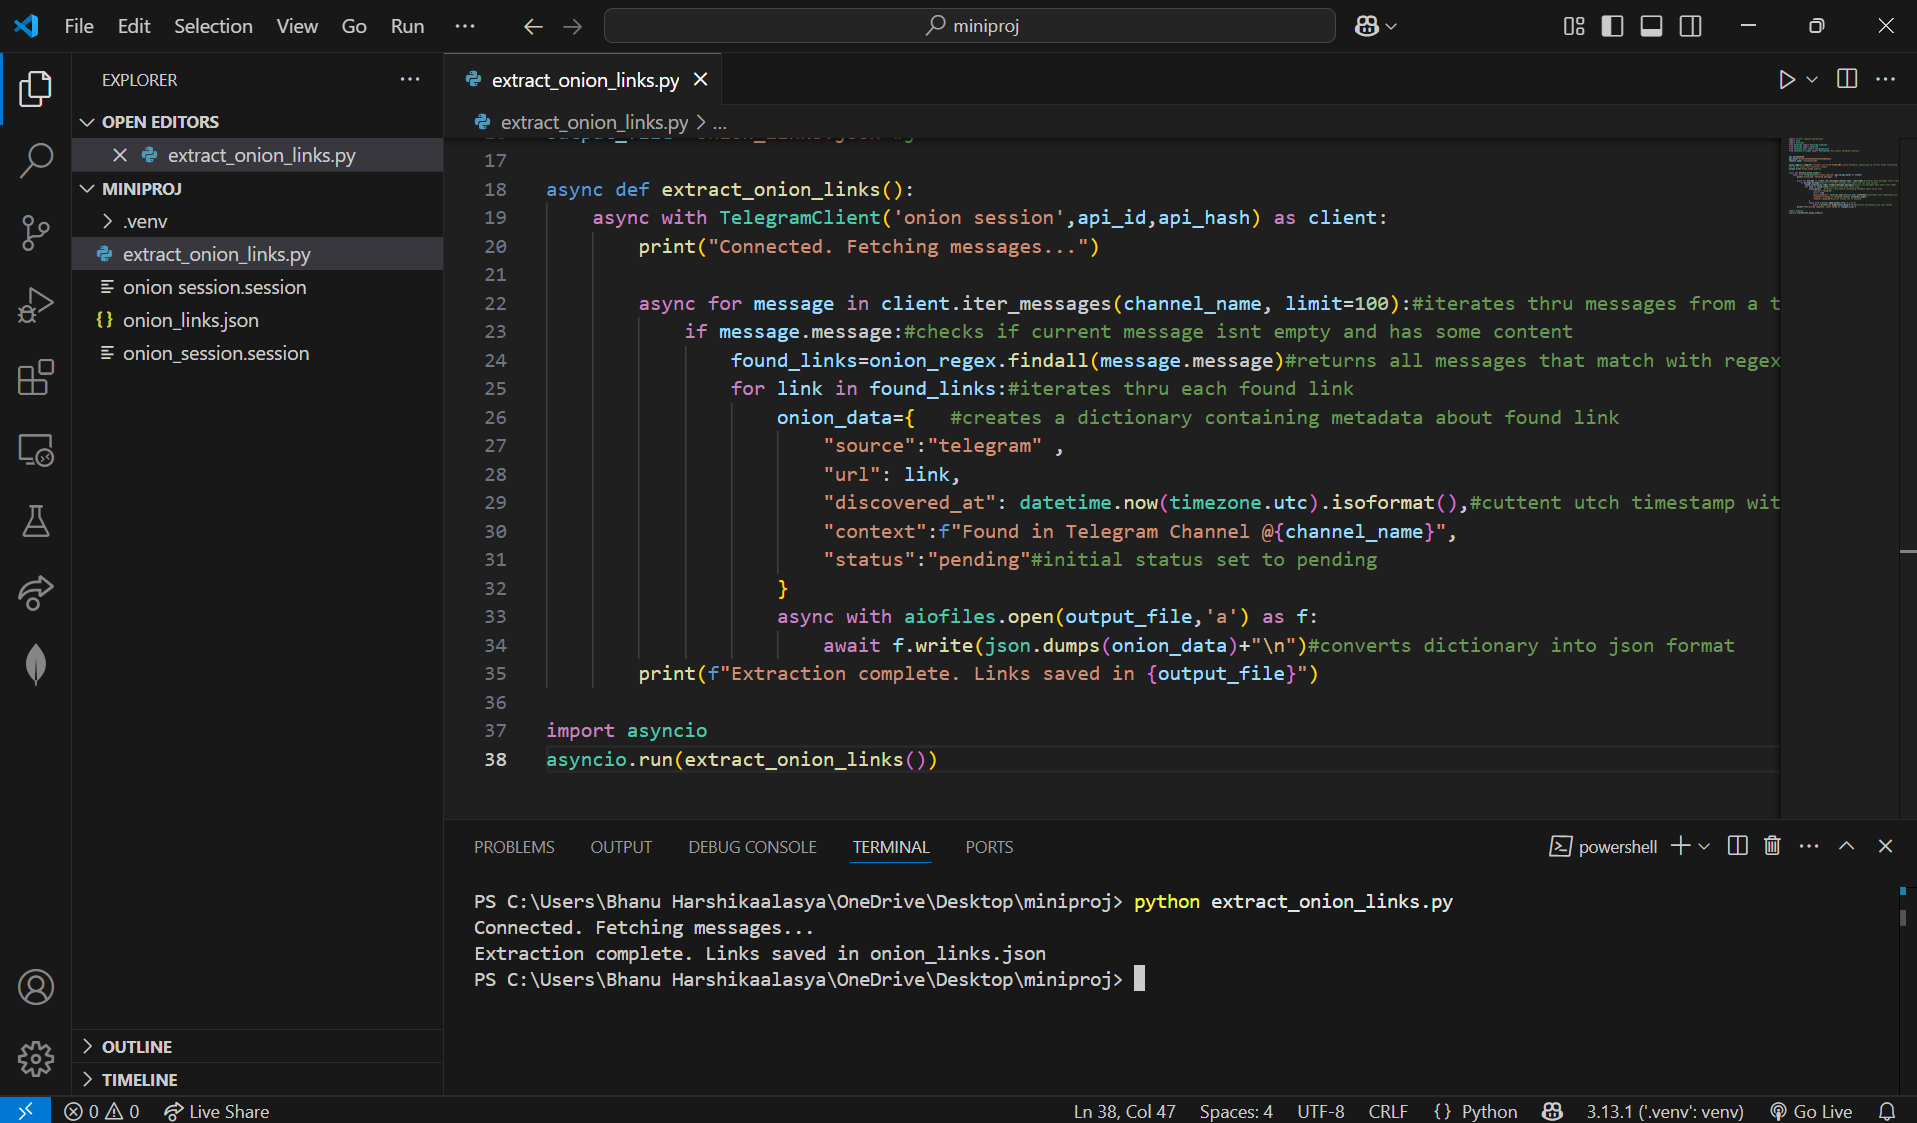 File Edit Selection View Go Run ... miniproj
EXPLORER ...
OPEN EDITORS
extract_onion_links.py
MINIPROJ
.venv
extract_onion_links.py
onion session.session
{} onion_links.json
onion_session.session
OUTLINE
TIMELINE
extract_onion_links.py
extract_onion_links.py > ...
17
18 async def extract_onion_links():
19 async with TelegramClient('onion session',api_id,api_hash) as client:
20 print("Connected. Fetching messages...")
21
22 async for message in client.iter_messages(channel_name, limit=100):#iterates thru messages from a t
23 if message.message:#checks if current message isnt empty and has some content
24 found_links=onion_regex.findall(message.message)#returns all messages that match with regex
25 for link in found_links:#iterates thru each found link
26 onion_data={ #creates a dictionary containing metadata about found link
27 "source":"telegram" ,
28 "url": link,
29 "discovered_at": datetime.now(timezone.utc).isoformat(),#cuttent utch timestamp wit
30 "context":f"Found in Telegram Channel @{channel_name}",
31 "status":"pending"#initial status set to pending
32 }
33 async with aiofiles.open(output_file,'a') as f:
34 await f.write(json.dumps(onion_data)+"\n")#converts dictionary into json format
35 print(f"Extraction complete. Links saved in {output_file}")
36
37 import asyncio
38 asyncio.run(extract_onion_links())
PROBLEMS OUTPUT DEBUG CONSOLE TERMINAL PORTS powershell
PS C:\Users\Bhanu Harshikaalasya\OneDrive\Desktop\miniproj> python extract_onion_links.py
Connected. Fetching messages...
Extraction complete. Links saved in onion_links.json
PS C:\Users\Bhanu Harshikaalasya\OneDrive\Desktop\miniproj>
0 0 Live Share Ln 38, Col 47 Spaces: 4 UTF-8 CRLF {} Python 3.13.1 ('.venv': venv) Go Live